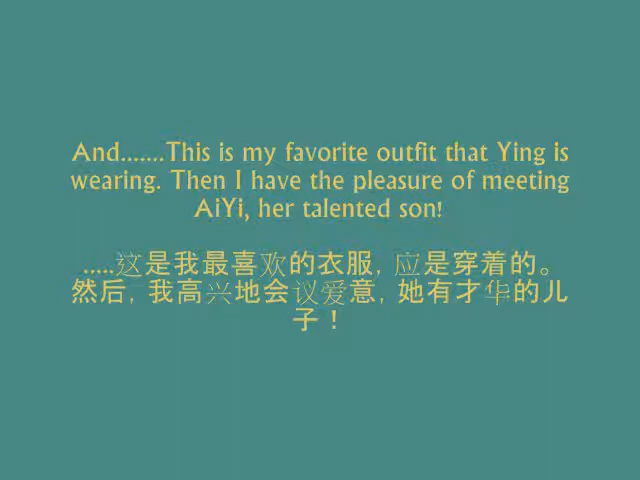 And.......This is my favorite outfit that Ying is
wearing. Then I have the pleasure of meeting
AiYi, her talented son!
.....这是我最喜欢的衣服, 应是穿着的。
然后, 我高兴地会议爱意, 她有才华的儿
子！